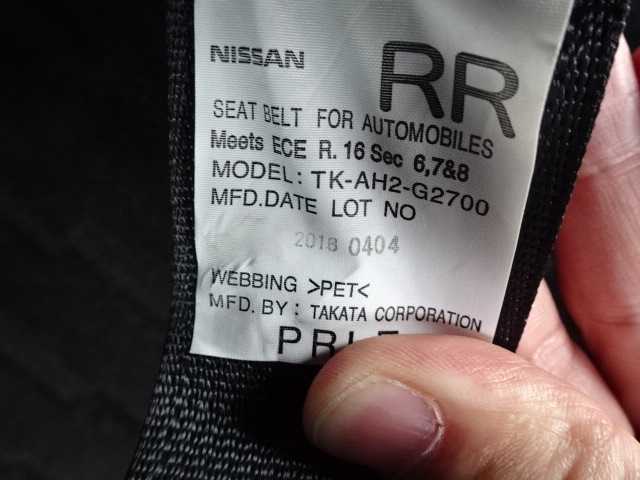 NISSAN RR
SEAT BELT FOR AUTOMOBILES
Meets ECE R. 16 Sec 6,7&8
MODEL: TK-AH2-G2700
MFD.DATE LOT NO
2018 0404
WEBBING >PET<
MFD. BY : TAKATA CORPORATION